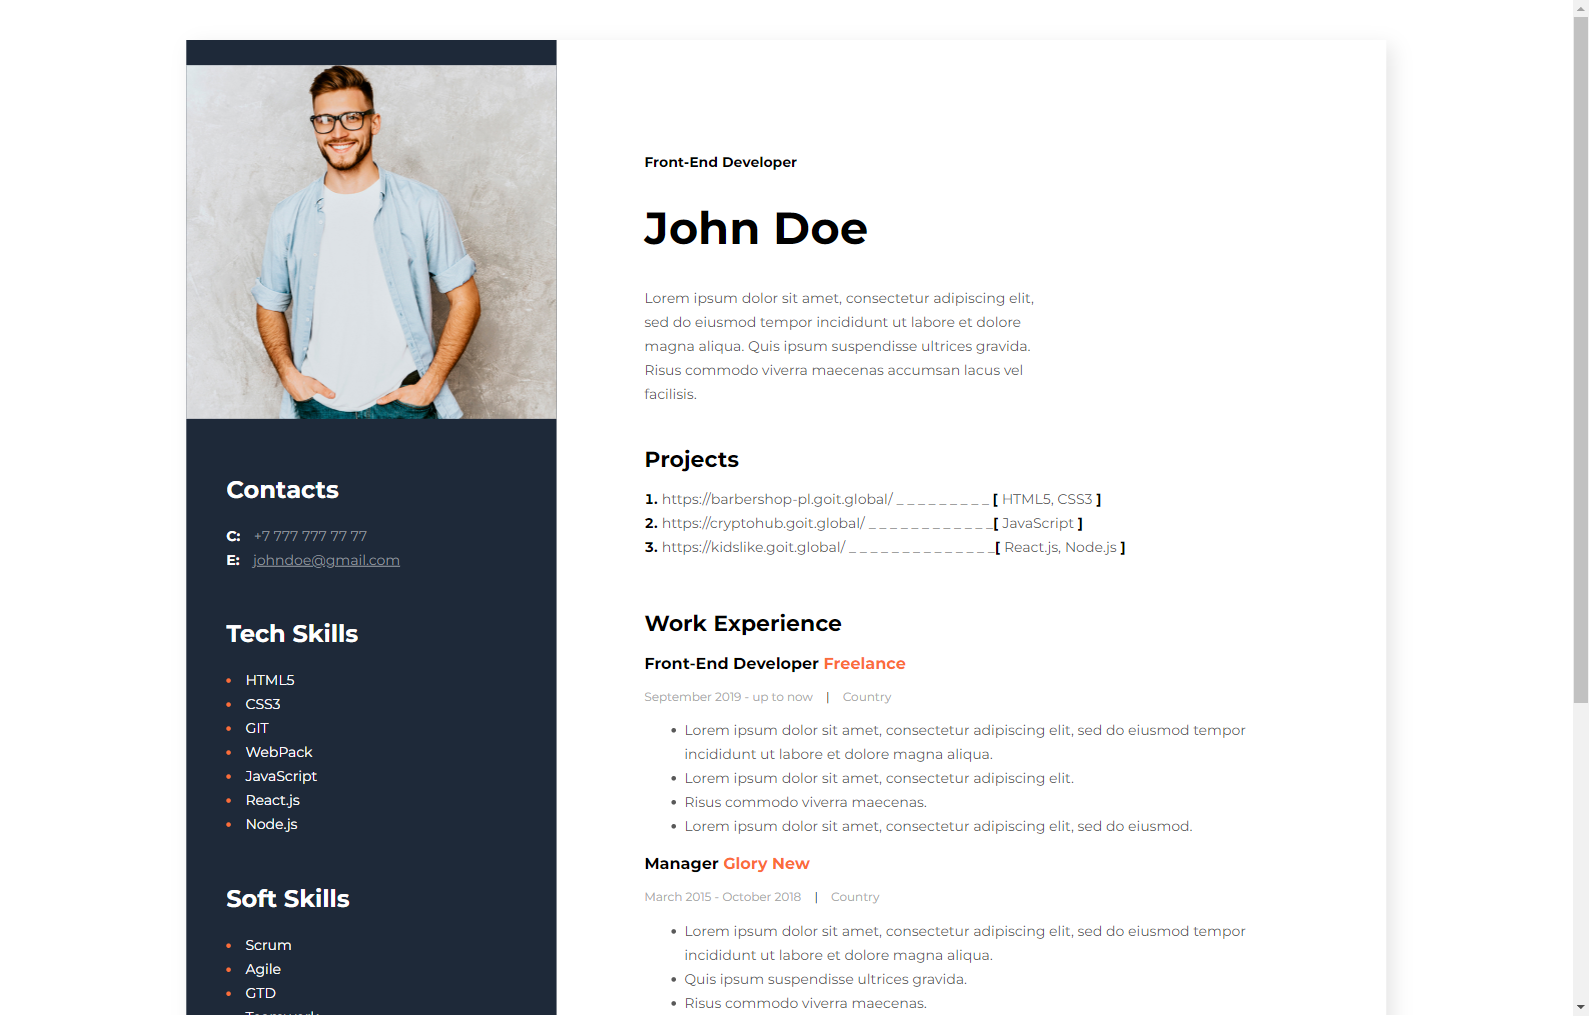 Contacts
C: +7 777 777 77 77
E: johndoe@gmail.com
Tech Skills
HTML5
CSS3
GIT
WebPack
JavaScript
React.js
Node.js
Soft Skills
Scrum
Agile
GTD
Front-End Developer
John Doe
Lorem ipsum dolor sit amet, consectetur adipiscing elit,
sed do eiusmod tempor incididunt ut labore et dolore
magna aliqua. Quis ipsum suspendisse ultrices gravida.
Risus commodo viverra maecenas accumsan lacus vel
facilisis.
Projects
1. https://barbershop-pl.goit.global/ _ _ _ _ _ _ _ _ _ [ HTML5, CSS3 ]
2. https://cryptohub.goit.global/ _ _ _ _ _ _ _ _ _ _ _ _[ JavaScript ]
3. https://kidslike.goit.global/ _ _ _ _ _ _ _ _ _ _ _ _ _ _[ React.js, Node.js ]
Work Experience
Front-End Developer Freelance
September 2019 - up to now | Country
• Lorem ipsum dolor sit amet, consectetur adipiscing elit, sed do eiusmod tempor
incididunt ut labore et dolore magna aliqua.
• Lorem ipsum dolor sit amet, consectetur adipiscing elit.
• Risus commodo viverra maecenas.
• Lorem ipsum dolor sit amet, consectetur adipiscing elit, sed do eiusmod.
Manager Glory New
March 2015 - October 2018 | Country
• Lorem ipsum dolor sit amet, consectetur adipiscing elit, sed do eiusmod tempor
incididunt ut labore et dolore magna aliqua.
• Quis ipsum suspendisse ultrices gravida.
• Risus commodo viverra maecenas.